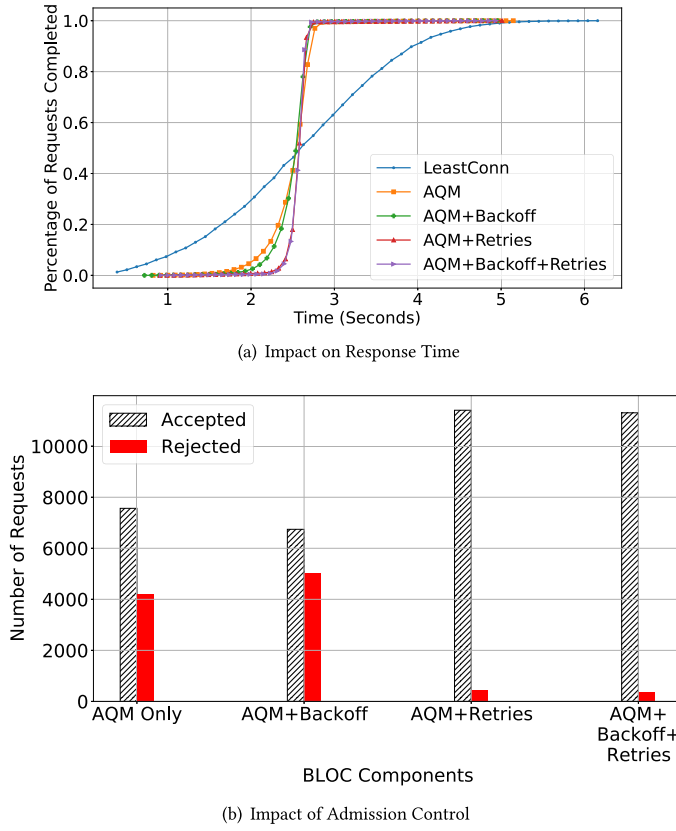 1.0
0.8
0.6
0.4
0.2
0.0
Percentage of Requests Completed
LeastConn
AQM
AQM+Backoff
AQM+Retries
AQM+Backoff+Retries
1 2 3 4 5 6
Time (Seconds)
(a) Impact on Response Time
Accepted
Rejected
10000
8000
6000
4000
2000
0
Number of Requests
AQM Only AQM+Backoff AQM+Retries AQM+
Backoff+
Retries
BLOC Components
(b) Impact of Admission Control